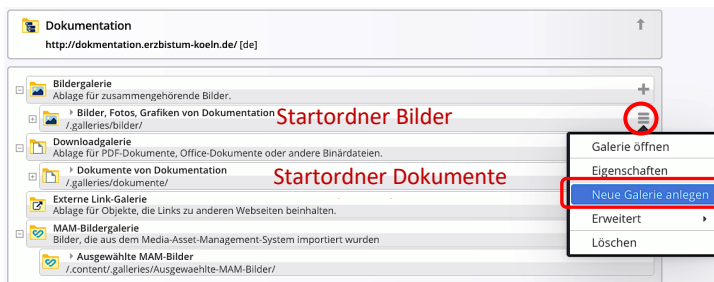 Dokumentation
http://dokmentation.erzbistum-koeln.de/ [de]
Bildergalerie
Ablage für zusammengehörende Bilder.
Bilder, Fotos, Grafiken von Dokumentation
/.galleries/bilder/
Startordner Bilder
Downloadgalerie
Ablage für PDF-Dokumente, Office-Dokumente oder andere Binärdateien.
Dokumente von Dokumentation
/.galleries/dokumente/
Startordner Dokumente
Externe Link-Galerie
Ablage für Objekte, die Links zu anderen Webseiten beinhalten.
MAM-Bildergalerie
Bilder, die aus dem Media-Asset-Management-System importiert wurden
Ausgewählte MAM-Bilder
/.content/.galleries/Ausgewaehlte-MAM-Bilder/
Galerie öffnen
Eigenschaften
Neue Galerie anlegen
Erweitert
Löschen